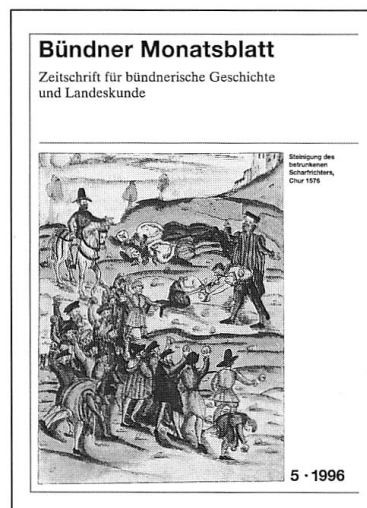 Bündner Monatsblatt
Zeitschrift für bündnerische Geschichte
und Landeskunde
Steinigung des
betrunkenen
Scharfrichters,
Chur 1576
5 · 1996